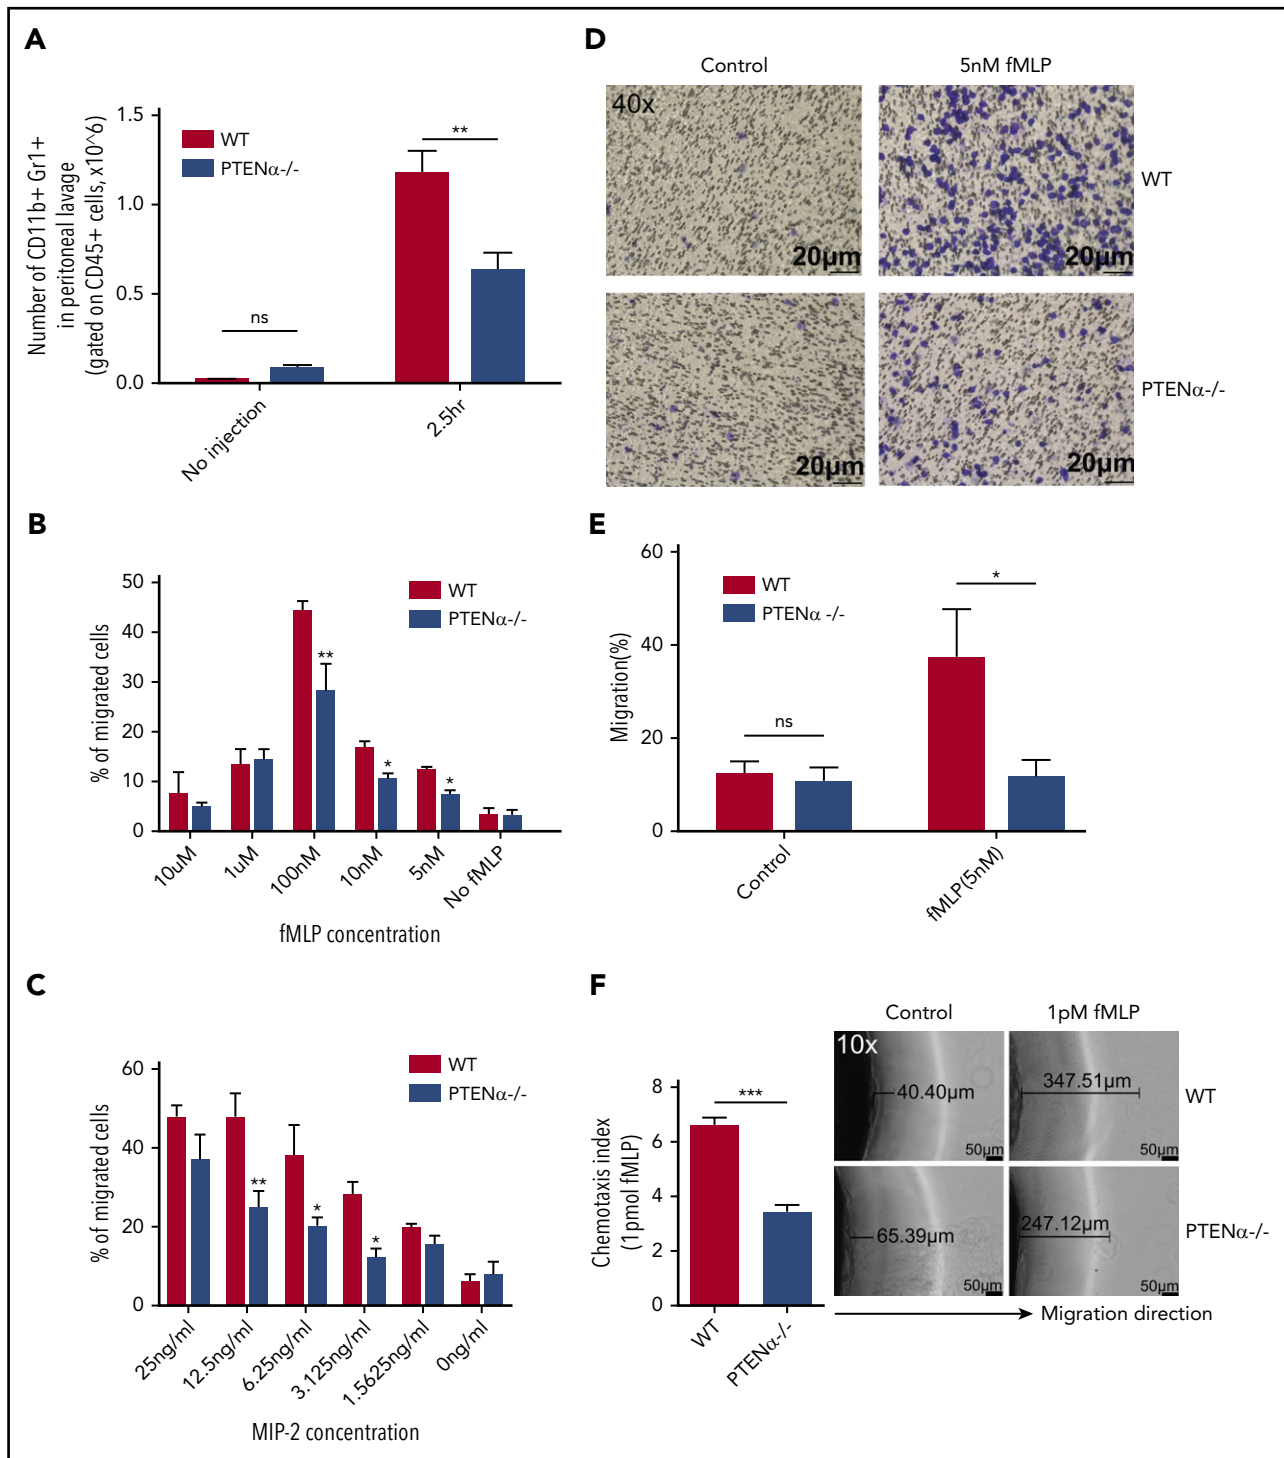 A
Number of CD11b+ Gr1+
in peritoneal lavage
(gated on CD45+ cells, x10^6)
1.5
1.0
0.5
0.0
WT
PTENα-/-
ns
**
No injection
2.5hr
B
% of migrated cells
50
40
30
20
10
0
WT
PTENα-/-
**
*
*
10uM
1uM
100nM
10nM
5nM
No fMLP
fMLP concentration
C
% of migrated cells
60
40
20
0
WT
PTENα-/-
**
*
*
25ng/ml
12.5ng/ml
6.25ng/ml
3.125ng/ml
1.5625ng/ml
0ng/ml
MIP-2 concentration
D
Control
5nM fMLP
40x
20µm
20µm
WT
20µm
20µm
PTENα-/-
E
Migration(%)
60
40
20
0
WT
PTENα -/-
ns
*
Control
fMLP(5nM)
F
Chemotaxis index
(1pmol fMLP)
8
6
4
2
0
***
WT
PTENα-/-
Control
1pM fMLP
10x
40.40µm
50µm
347.51µm
50µm
WT
65.39µm
50µm
247.12µm
50µm
PTENα-/-
Migration direction